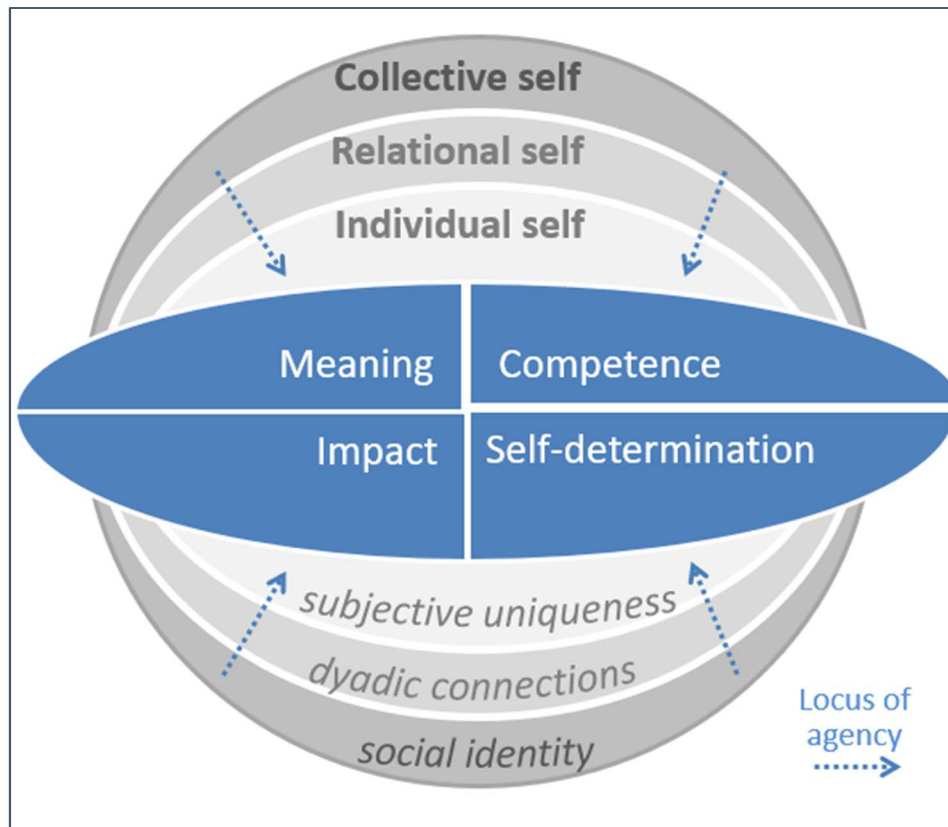 Collective self
Relational self
Individual self
Meaning
Competence
Impact
Self-determination
subjective uniqueness
dyadic connections
social identity
Locus of
agency